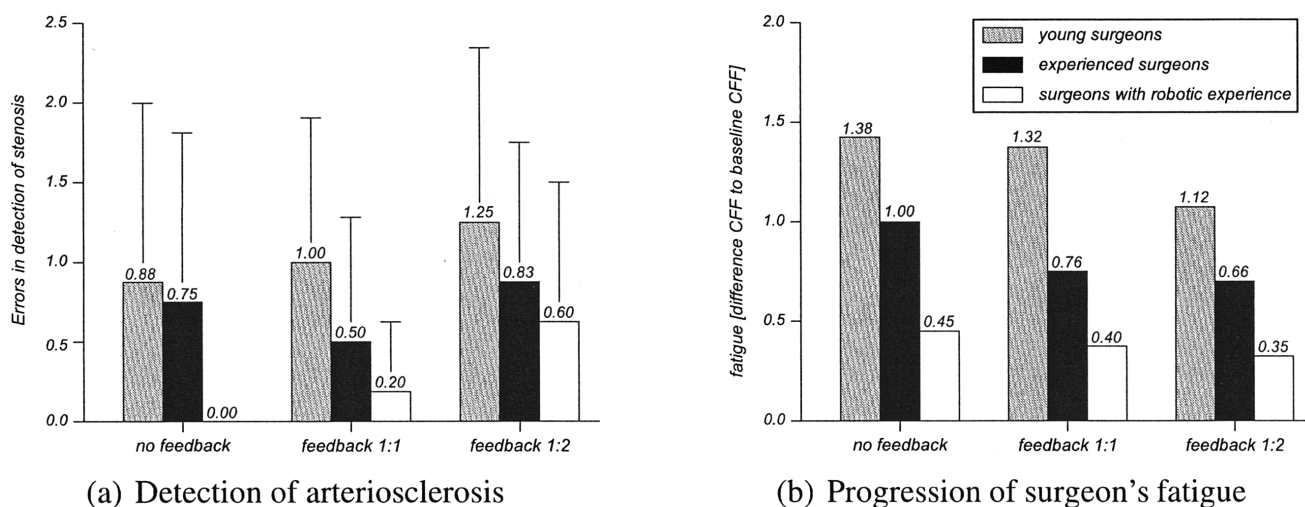 Errors in detection of stenosis
2.5
2.0
1.5
1.0
0.5
0.0
0.88
0.75
0.00
1.00
0.50
0.20
1.25
0.83
0.60
no feedback
feedback 1:1
feedback 1:2
(a) Detection of arteriosclerosis
fatigue [difference CFF to baseline CFF]
2.0
1.5
1.0
0.5
0.0
young surgeons
experienced surgeons
surgeons with robotic experience
1.38
1.00
0.45
1.32
0.76
0.40
1.12
0.66
0.35
no feedback
feedback 1:1
feedback 1:2
(b) Progression of surgeon's fatigue